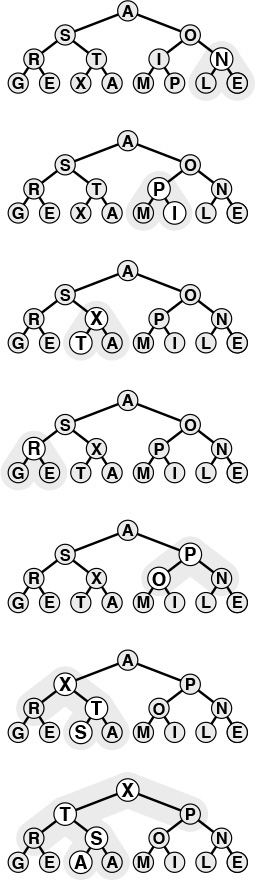 A
S O
R T I N
G E X A M P L E
A
S O
R T P N
G E X A M I L E
A
S O
R X P N
G E T A M I L E
A
S O
R X P N
G E T A M I L E
A
S P
R X O N
G E T A M I L E
A
X P
R T O N
G E S A M I L E
X
T P
R S O N
G E A A M I L E